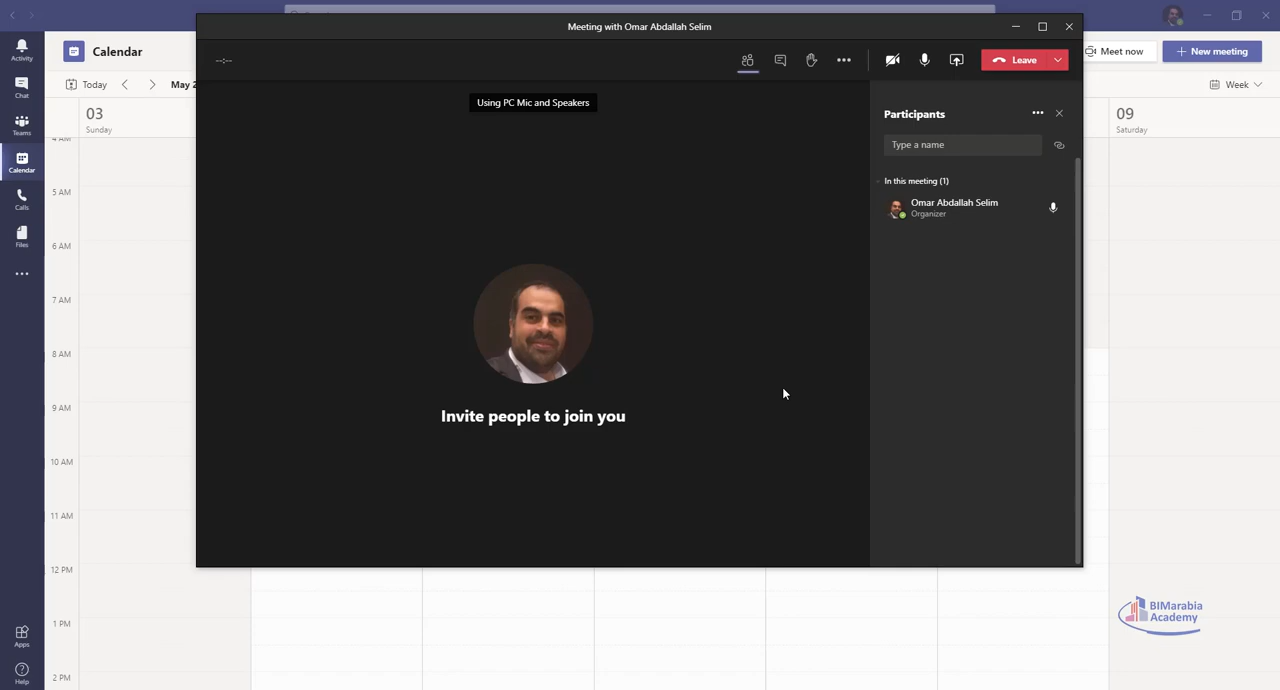 Meeting with Omar Abdallah Selim
Activity
Chat
Teams
Calendar
Calls
Files
Apps
Help
Calendar
Meet now
New meeting
Today
May 2
Week
03
Sunday
09
Saturday
--:--
Leave
Using PC Mic and Speakers
Participants
Type a name
In this meeting (1)
Omar Abdallah Selim
Organizer
Invite people to join you
4 AM
5 AM
6 AM
7 AM
8 AM
9 AM
10 AM
11 AM
12 PM
1 PM
2 PM
BIMarabia
Academy